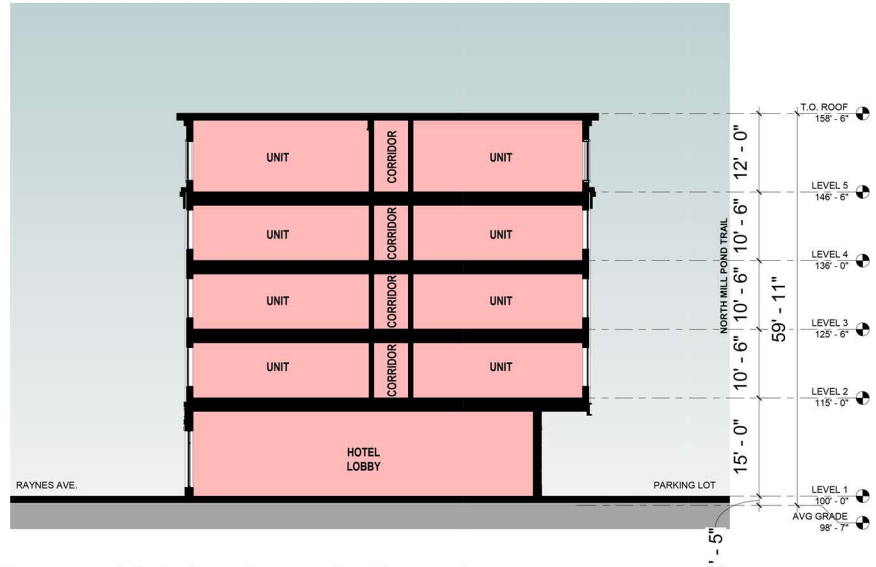 T.O. ROOF
158' - 6"
12' - 0"
UNIT
CORRIDOR
UNIT
LEVEL 5
146' - 6"
10' - 6"
UNIT
CORRIDOR
UNIT
LEVEL 4
136' - 0"
NORTH MILL POND TRAIL
10' - 6"
59' - 11"
UNIT
CORRIDOR
UNIT
LEVEL 3
125' - 6"
10' - 6"
UNIT
CORRIDOR
UNIT
LEVEL 2
115' - 0"
15' - 0"
HOTEL
LOBBY
RAYNES AVE.
PARKING LOT
LEVEL 1
100' - 0"
AVG GRADE
98' - 7"
' - 5"